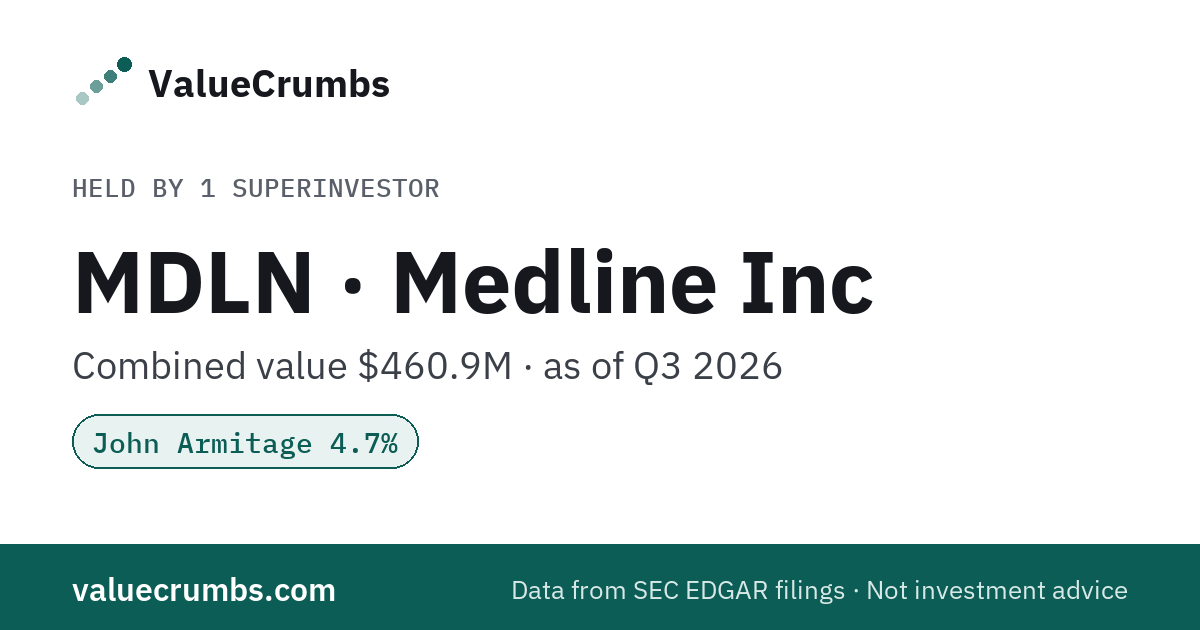 ValueCrumbs
HELD BY 1 SUPERINVESTOR
MDLN · Medline Inc
Combined value $460.9M · as of Q3 2026
John Armitage 4.7%
valuecrumbs.com
Data from SEC EDGAR filings · Not investment advice